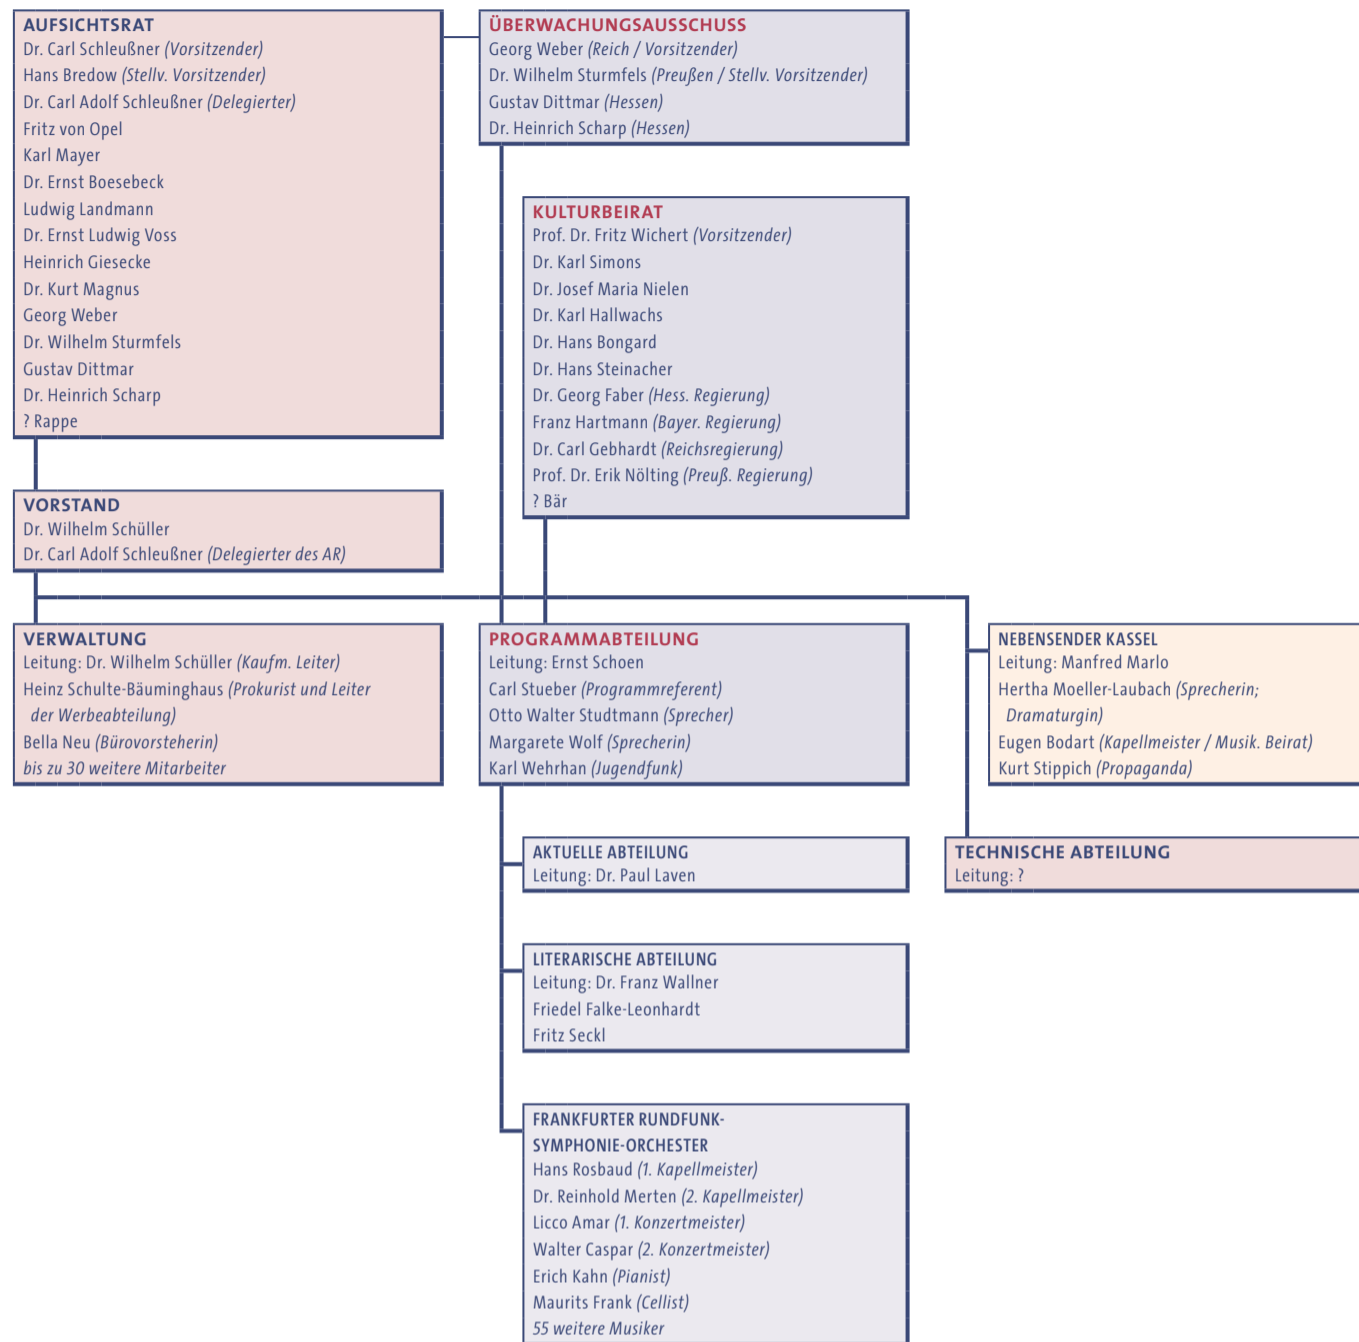 AUFSICHTSRAT
Dr. Carl Schleußner (Vorsitzender)
Hans Bredow (Stellv. Vorsitzender)
Dr. Carl Adolf Schleußner (Delegierter)
Fritz von Opel
Karl Mayer
Dr. Ernst Boesebeck
Ludwig Landmann
Dr. Ernst Ludwig Voss
Heinrich Giesecke
Dr. Kurt Magnus
Georg Weber
Dr. Wilhelm Sturmfels
Gustav Dittmar
Dr. Heinrich Scharp
? Rappe
ÜBERWACHUNGSAUSSCHUSS
Georg Weber (Reich / Vorsitzender)
Dr. Wilhelm Sturmfels (Preußen / Stellv. Vorsitzender)
Gustav Dittmar (Hessen)
Dr. Heinrich Scharp (Hessen)
KULTURBEIRAT
Prof. Dr. Fritz Wichert (Vorsitzender)
Dr. Karl Simons
Dr. Josef Maria Nielen
Dr. Karl Hallwachs
Dr. Hans Bongard
Dr. Hans Steinacher
Dr. Georg Faber (Hess. Regierung)
Franz Hartmann (Bayer. Regierung)
Dr. Carl Gebhardt (Reichsregierung)
Prof. Dr. Erik Nölting (Preuß. Regierung)
? Bär
VORSTAND
Dr. Wilhelm Schüller
Dr. Carl Adolf Schleußner (Delegierter des AR)
VERWALTUNG
Leitung: Dr. Wilhelm Schüller (Kaufm. Leiter)
Heinz Schulte-Bäuminghaus (Prokurist und Leiter
der Werbeabteilung)
Bella Neu (Bürovorsteherin)
bis zu 30 weitere Mitarbeiter
PROGRAMMABTEILUNG
Leitung: Ernst Schoen
Carl Stueber (Programmreferent)
Otto Walter Studtmann (Sprecher)
Margarete Wolf (Sprecherin)
Karl Wehrhan (Jugendfunk)
NEBENSENDER KASSEL
Leitung: Manfred Marlo
Hertha Moeller-Laubach (Sprecherin;
Dramaturgin)
Eugen Bodart (Kapellmeister / Musik. Beirat)
Kurt Stippich (Propaganda)
AKTUELLE ABTEILUNG
Leitung: Dr. Paul Laven
TECHNISCHE ABTEILUNG
Leitung: ?
LITERARISCHE ABTEILUNG
Leitung: Dr. Franz Wallner
Friedel Falke-Leonhardt
Fritz Seckl
FRANKFURTER RUNDFUNK-
SYMPHONIE-ORCHESTER
Hans Rosbaud (1. Kapellmeister)
Dr. Reinhold Merten (2. Kapellmeister)
Licco Amar (1. Konzertmeister)
Walter Caspar (2. Konzertmeister)
Erich Kahn (Pianist)
Maurits Frank (Cellist)
55 weitere Musiker